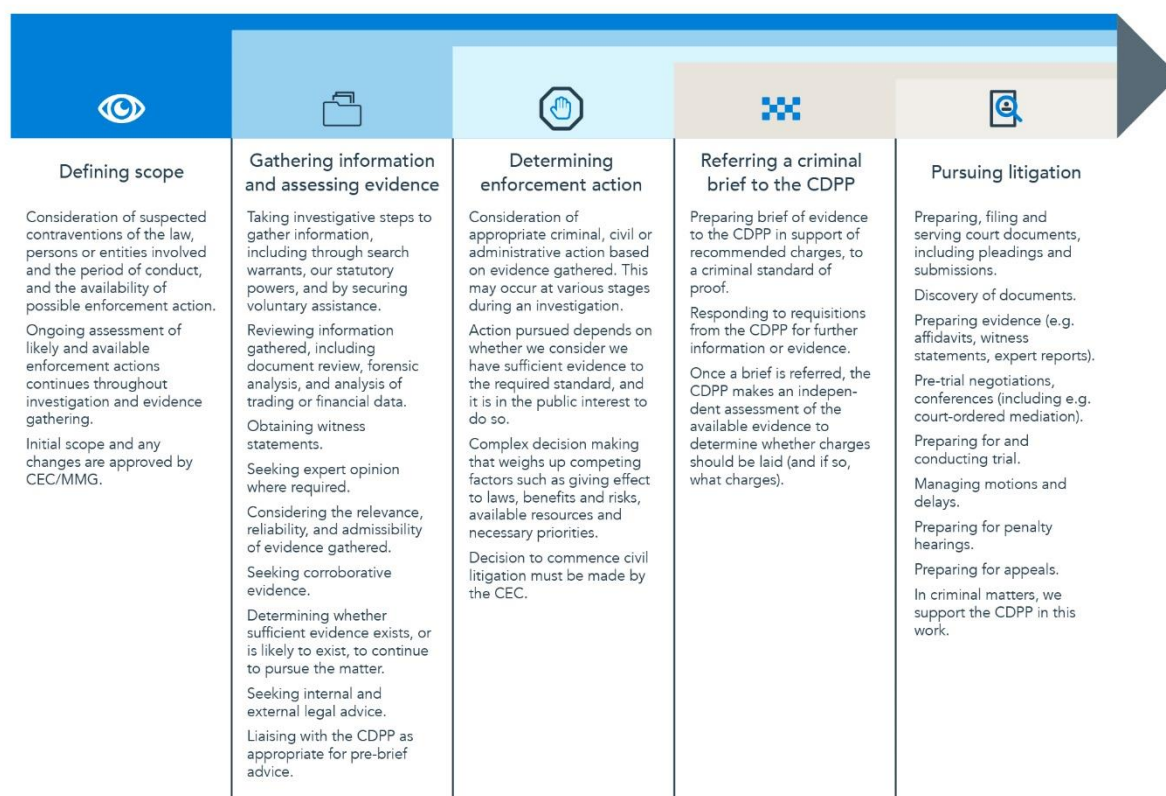 Defining scope
Consideration of suspected
contraventions of the law,
persons or entities involved
and the period of conduct,
and the availability of
possible enforcement action.
Ongoing assessment of
likely and available
enforcement actions
continues throughout
investigation and evidence
gathering.
Initial scope and any
changes are approved by
CEC/MMG.
Gathering information
and assessing evidence
Taking investigative steps to
gather information,
including through search
warrants, our statutory
powers, and by securing
voluntary assistance.
Reviewing information
gathered, including
document review, forensic
analysis, and analysis of
trading or financial data.
Obtaining witness
statements.
Seeking expert opinion
where required.
Considering the relevance,
reliability, and admissibility
of evidence gathered.
Seeking corroborative
evidence.
Determining whether
sufficient evidence exists, or
is likely to exist, to continue
to pursue the matter.
Seeking internal and
external legal advice.
Liaising with the CDPP as
appropriate for pre-brief
advice.
Determining
enforcement action
Consideration of
appropriate criminal, civil or
administrative action based
on evidence gathered. This
may occur at various stages
during an investigation.
Action pursued depends on
whether we consider we
have sufficient evidence to
the required standard, and
it is in the public interest to
do so.
Complex decision making
that weighs up competing
factors such as giving effect
to laws, benefits and risks,
available resources and
necessary priorities.
Decision to commence civil
litigation must be made by
the CEC.
Referring a criminal
brief to the CDPP
Preparing brief of evidence
to the CDPP in support of
recommended charges, to
a criminal standard of
proof.
Responding to requisitions
from the CDPP for further
information or evidence.
Once a brief is referred, the
CDPP makes an indepen-
dent assessment of the
available evidence to
determine whether charges
should be laid (and if so,
what charges).
Pursuing litigation
Preparing, filing and
serving court documents,
including pleadings and
submissions.
Discovery of documents.
Preparing evidence (e.g.
affidavits, witness
statements, expert reports).
Pre-trial negotiations,
conferences (including e.g.
court-ordered mediation).
Preparing for and
conducting trial.
Managing motions and
delays.
Preparing for penalty
hearings.
Preparing for appeals.
In criminal matters, we
support the CDPP in this
work.